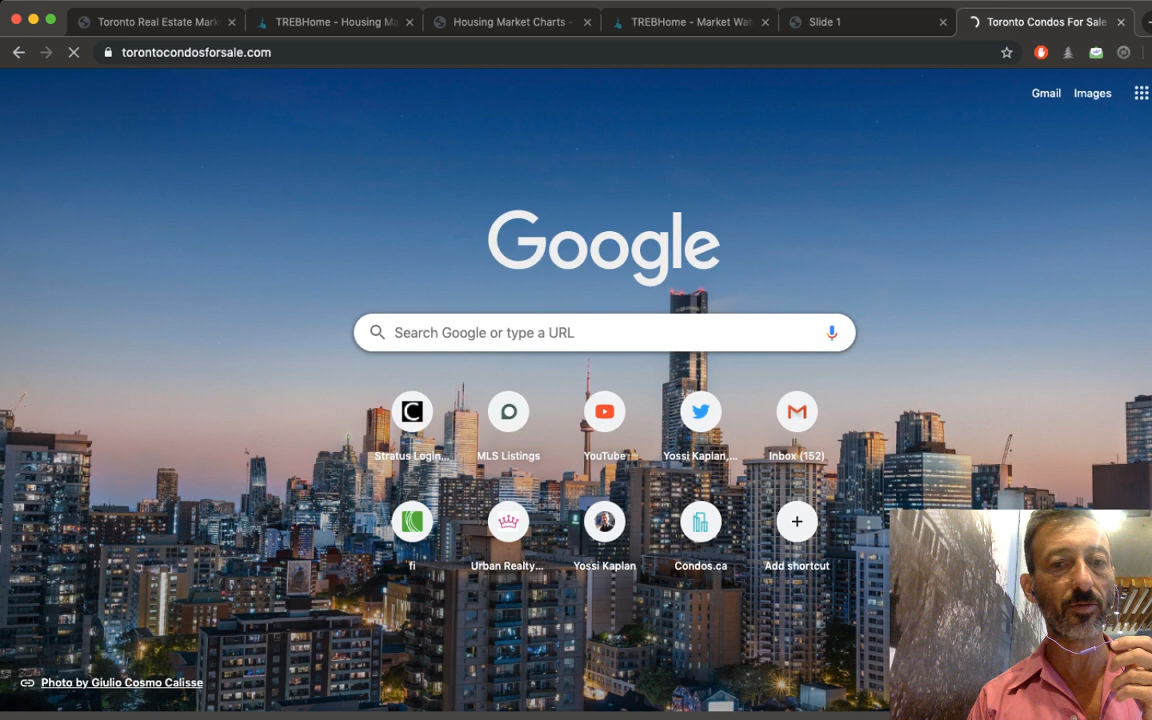 Toronto Real Estate Mark
TREBHome - Housing Ma
Housing Market Charts -
TREBHome - Market Wat
Slide 1
Toronto Condos For Sale
torontocondosforsale.com
Gmail
Images
Google
Search Google or type a URL
Stratus Login...
MLS Listings
YouTube
Yossi Kaplan,...
Inbox (152)
fi
Urban Realty...
Yossi Kaplan
Condos.ca
Add shortcut
Photo by Giulio Cosmo Calisse